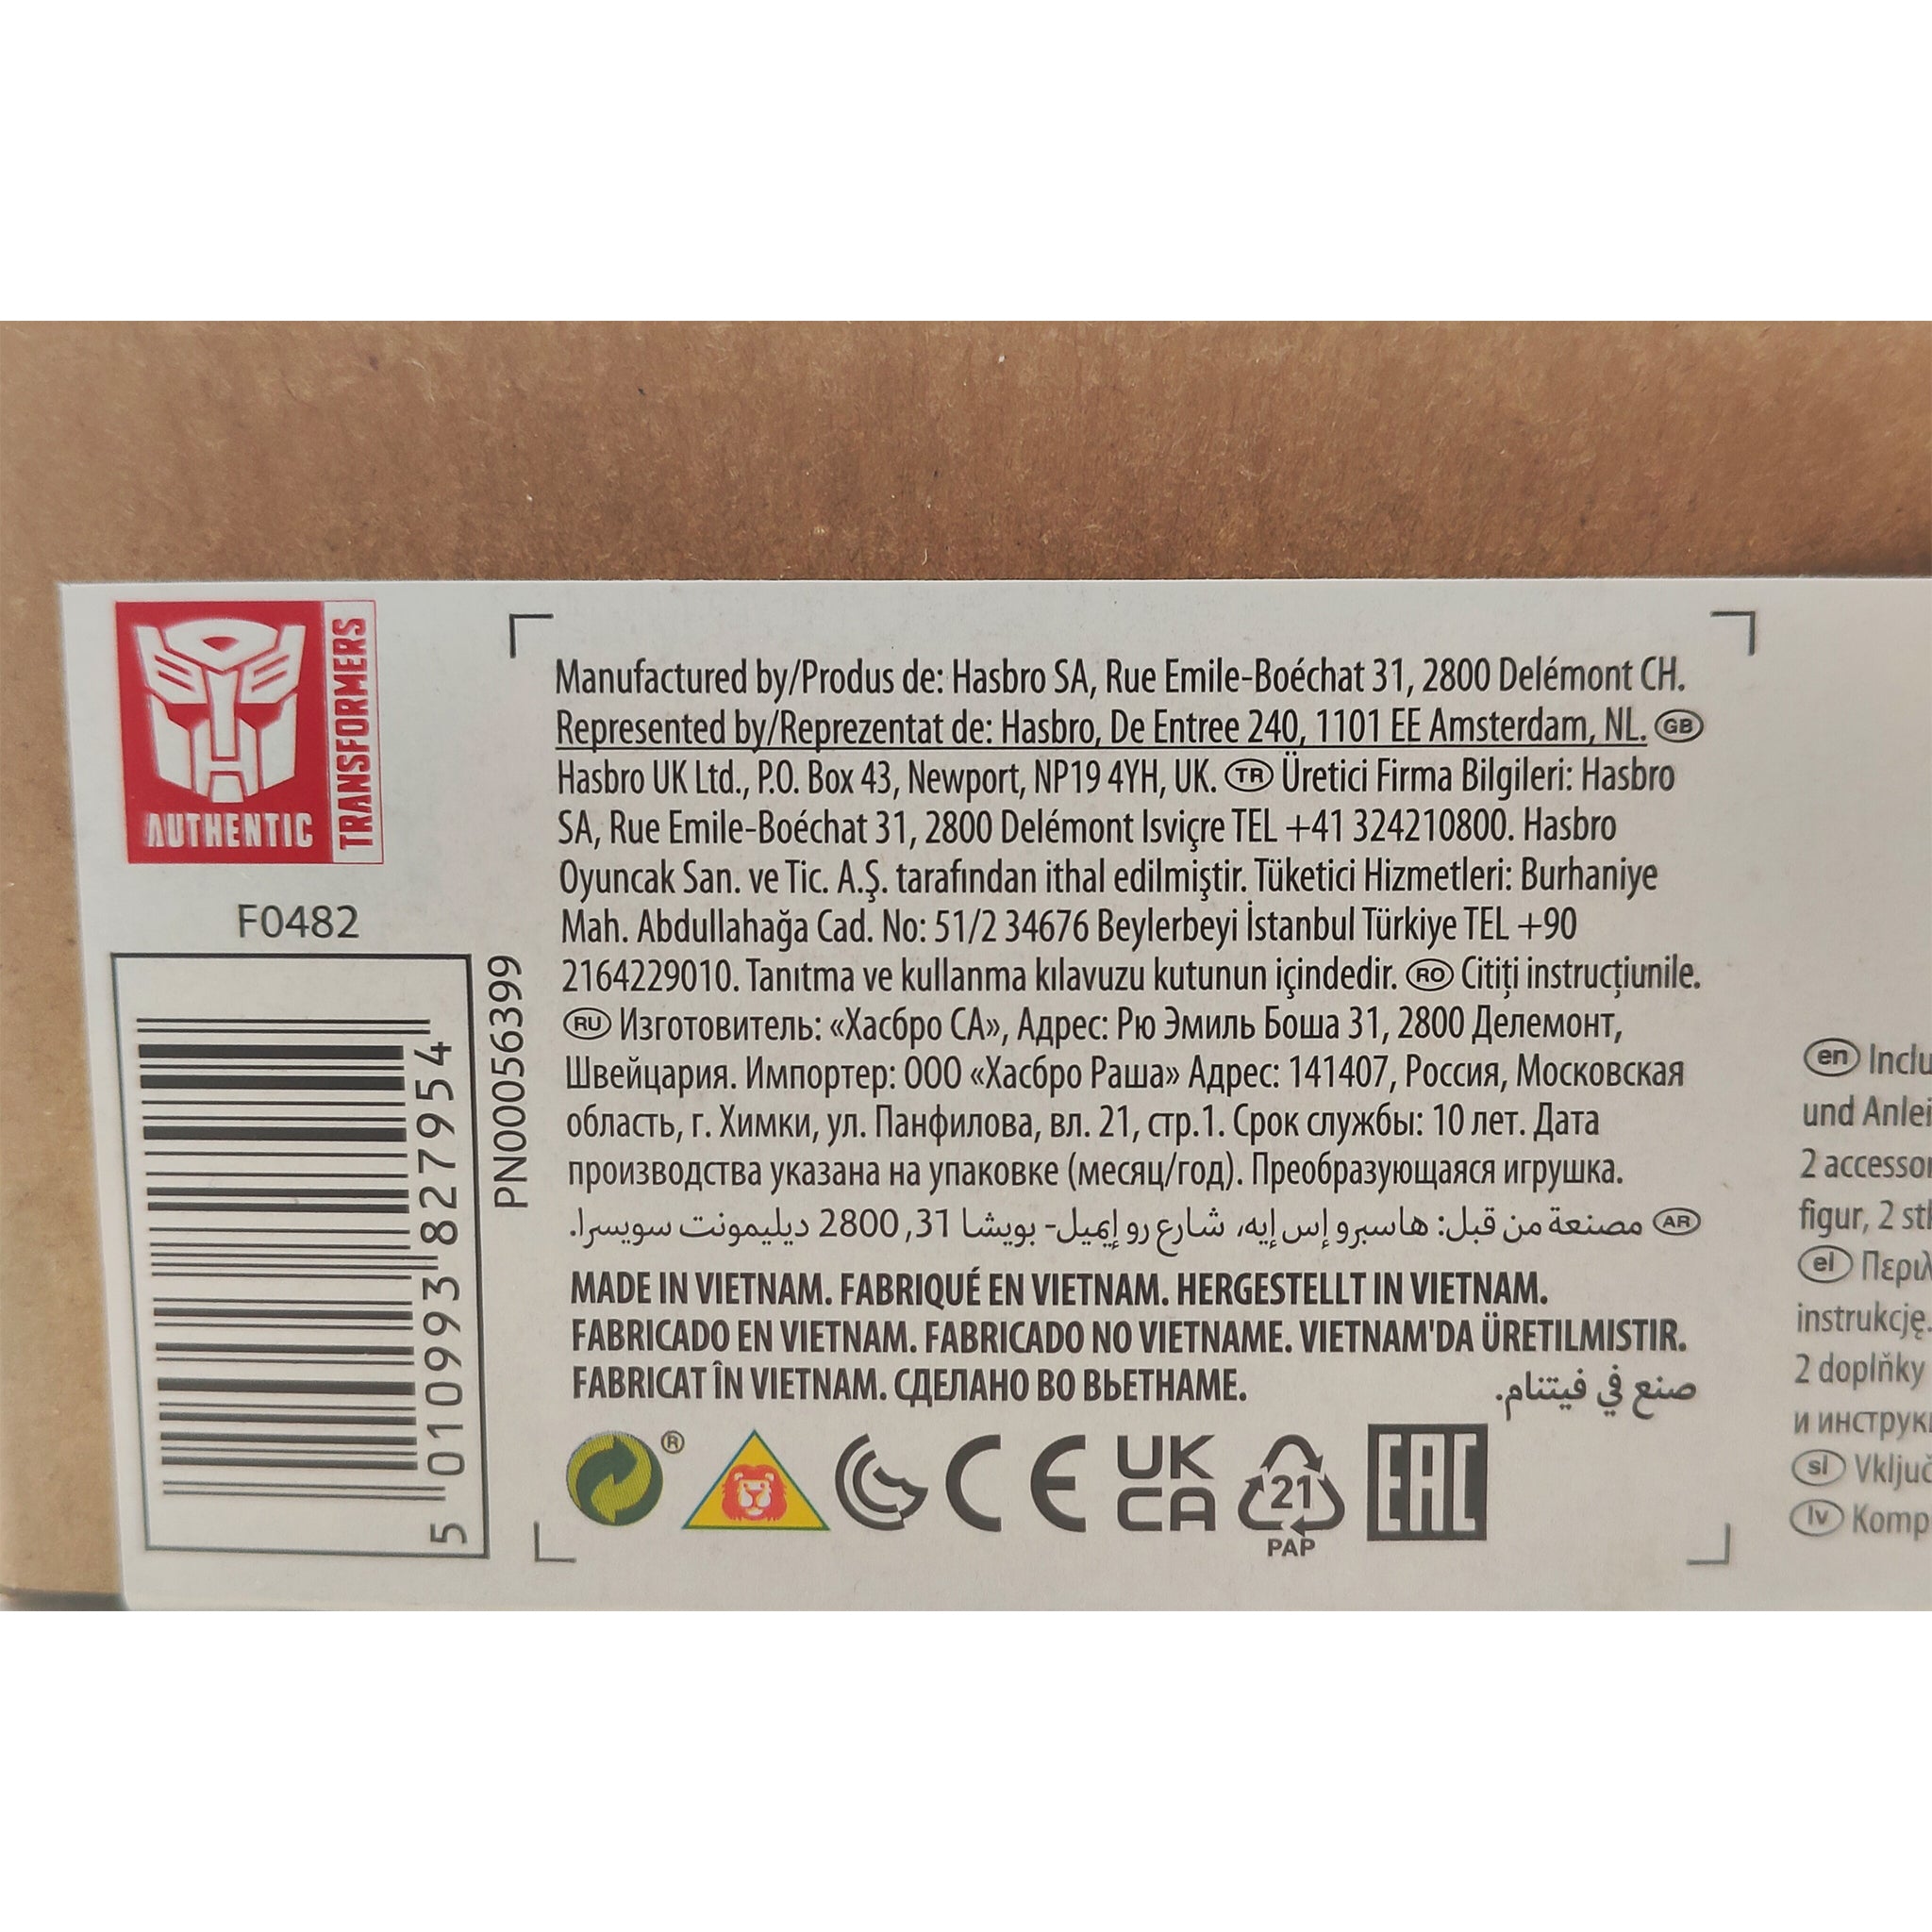 AUTHENTIC
TRANSFORMERS
F0482
5 010993 827954
PN00056399
Manufactured by/Produs de: Hasbro SA, Rue Emile-Boéchat 31, 2800 Delémont CH.
Represented by/Reprezentat de: Hasbro, De Entree 240, 1101 EE Amsterdam, NL. GB
Hasbro UK Ltd., P.O. Box 43, Newport, NP19 4YH, UK. TR Üretici Firma Bilgileri: Hasbro
SA, Rue Emile-Boéchat 31, 2800 Delémont Isviçre TEL +41 324210800. Hasbro
Oyuncak San. ve Tic. A.Ş. tarafından ithal edilmiştir. Tüketici Hizmetleri: Burhaniye
Mah. Abdullahağa Cad. No: 51/2 34676 Beylerbeyi İstanbul Türkiye TEL +90
2164229010. Tanıtma ve kullanma kılavuzu kutunun içindedir. RO Citiți instrucțiunile.
RU Изготовитель: «Хасбро СА», Адрес: Рю Эмиль Боша 31, 2800 Делемонт,
Швейцария. Импортер: ООО «Хасбро Раша» Адрес: 141407, Россия, Московская
область, г. Химки, ул. Панфилова, вл. 21, стр.1. Срок службы: 10 лет. Дата
производства указана на упаковке (месяц/год). Преобразующаяся игрушка.
AR مصنعة من قبل: هاسبرو إس إيه، شارع رو إميل- بويشا 31, 2800 ديليمونت سويسرا.
MADE IN VIETNAM. FABRIQUÉ EN VIETNAM. HERGESTELLT IN VIETNAM.
FABRICADO EN VIETNAM. FABRICADO NO VIETNAME. VIETNAM'DA ÜRETILMISTIR.
FABRICAT ÎN VIETNAM. СДЕЛАНО ВО ВЬЕТНАМЕ. صنع في فيتنام.
® CE UK CA 21 PAP EAC
en Inclu
und Anlei
2 accessor
figur, 2 st
el Περιλ
instrukcję.
2 doplňky
и инструк
sl Vključ
lv Komp